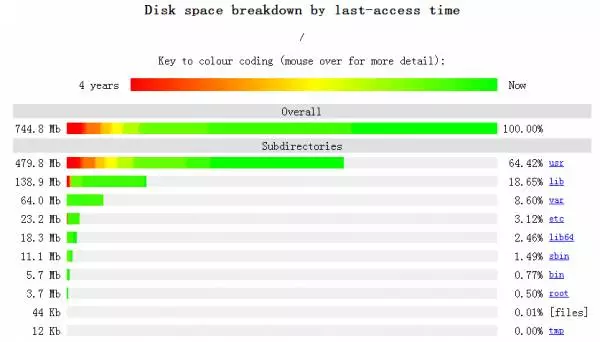 Disk space breakdown by last-access time
/
Key to colour coding (mouse over for more detail):
4 years Now
Overall
744.8 Mb 100.00%
Subdirectories
479.8 Mb 64.42% usr
138.9 Mb 18.65% lib
64.0 Mb 8.60% var
23.2 Mb 3.12% etc
18.3 Mb 2.46% lib64
11.1 Mb 1.49% sbin
5.7 Mb 0.77% bin
3.7 Mb 0.50% root
44 Kb 0.01% [files]
12 Kb 0.00% tmp